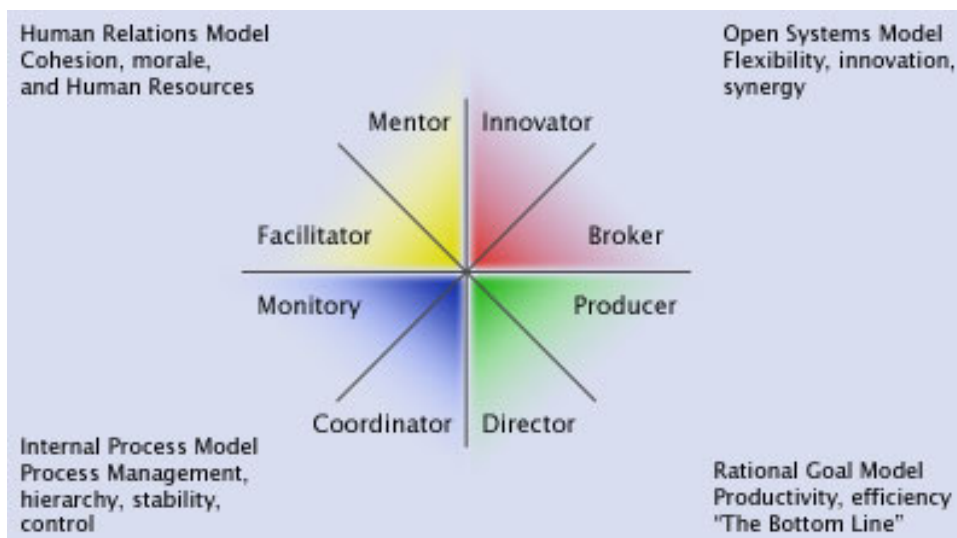 Human Relations Model
Cohesion, morale,
and Human Resources
Open Systems Model
Flexibility, innovation,
synergy
Mentor
Innovator
Facilitator
Broker
Monitory
Producer
Coordinator
Director
Internal Process Model
Process Management,
hierarchy, stability,
control
Rational Goal Model
Productivity, efficiency
"The Bottom Line"